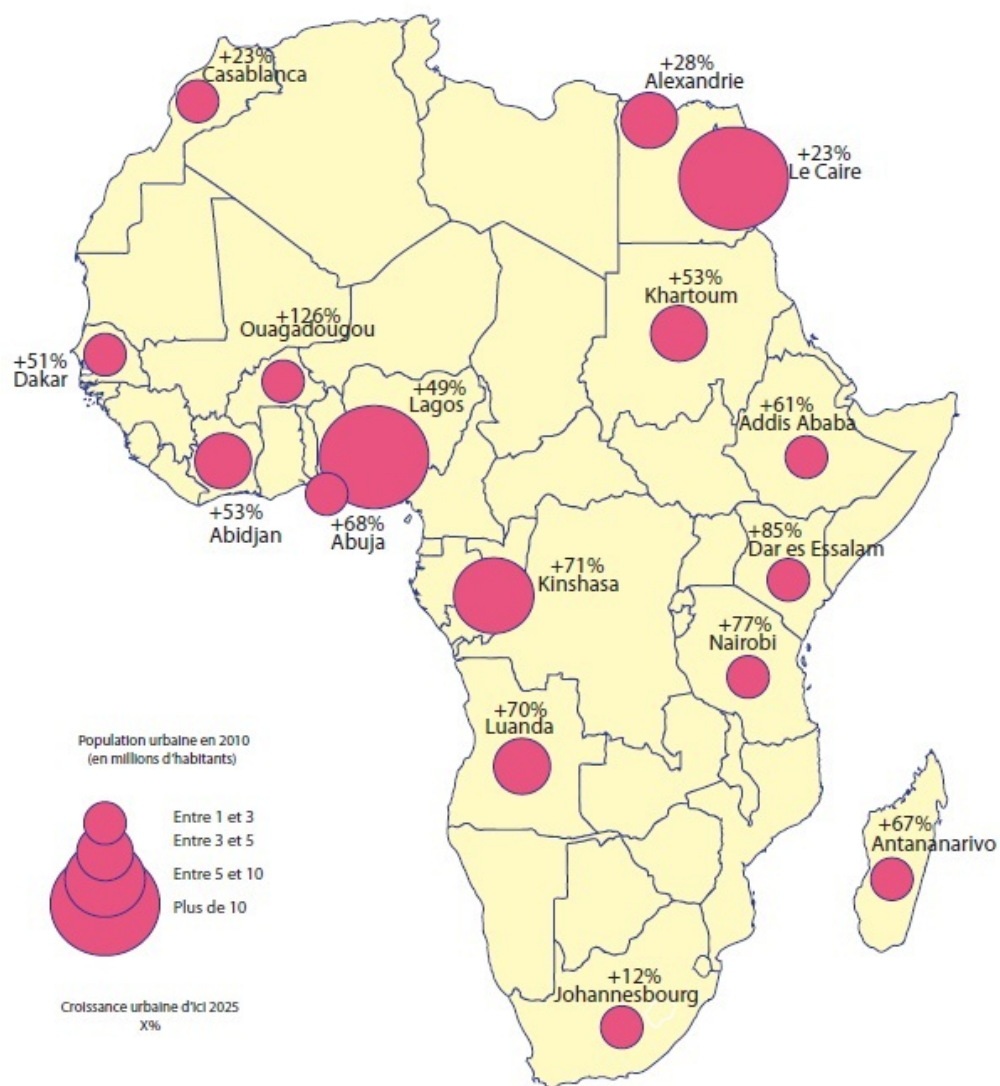 +23%
Casablanca
+28%
Alexandrie
+23%
Le Caire
+53%
Khartoum
+126%
Ouagadougou
+51%
Dakar
+49%
Lagos
+61%
Addis Ababa
+53%
Abidjan
+68%
Abuja
+85%
Dar es Essalam
+71%
Kinshasa
+77%
Nairobi
+70%
Luanda
+67%
Antananarivo
+12%
Johannesbourg
Population urbaine en 2010
(en millions d'habitants)
Entre 1 et 3
Entre 3 et 5
Entre 5 et 10
Plus de 10
Croissance urbaine d'ici 2025
X%